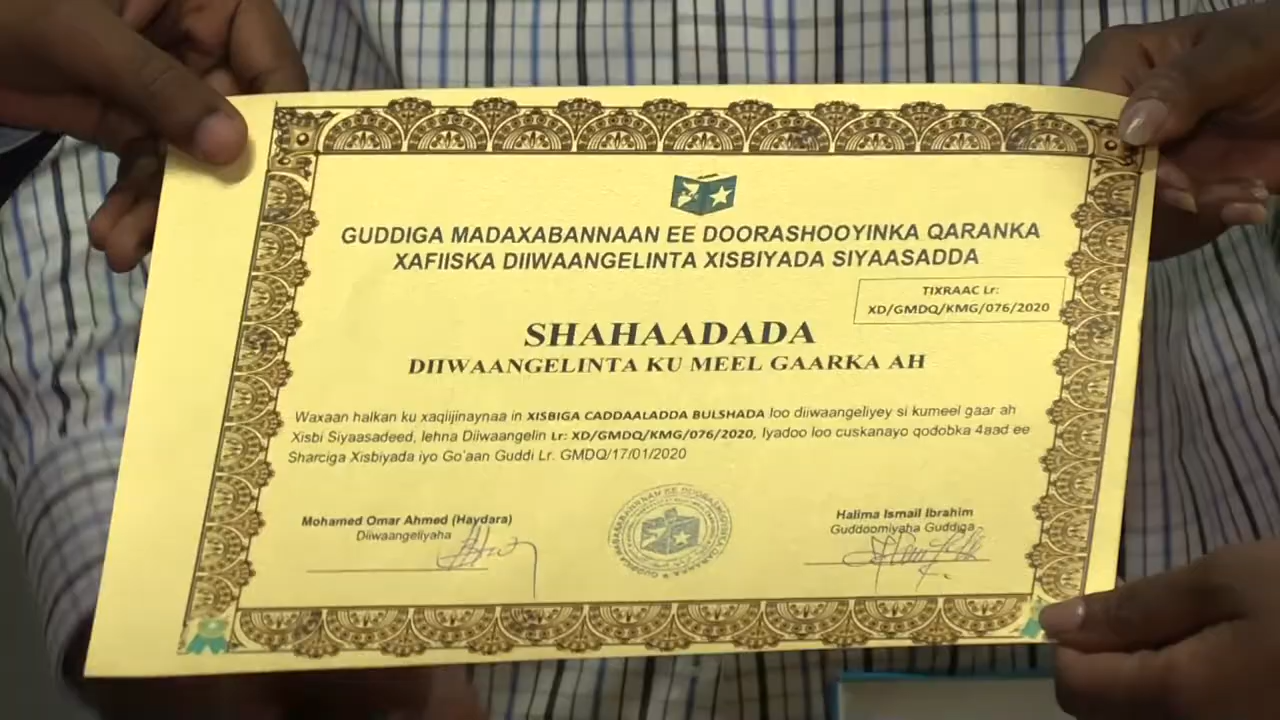 GUDDIGA MADAXABANNAAN EE DOORASHOOYINKA QARANKA
XAFIISKA DIIWAANGELINTA XISBIYADA SIYAASADDA
TIXRAAC Lr:
XD/GMDQ/KMG/076/2020
SHAHAADADA
DIIWAANGELINTA KU MEEL GAARKA AH
Waxaan halkan ku xaqiijinaynaa in XISBIGA CADDAALADDA BULSHADA loo diiwaangeliyey si kumeel gaar ah
Xisbi Siyaasadeed, lehna Diiwaangelin Lr: XD/GMDQ/KMG/076/2020, Iyadoo loo cuskanayo qodobka 4aad ee
Sharciga Xisbiyada iyo Go'aan Guddi Lr. GMDQ/17/01/2020
Mohamed Omar Ahmed (Haydara)
Diiwaangeliyaha
Halima Ismail Ibrahim
Guddoomiyaha Guddiga